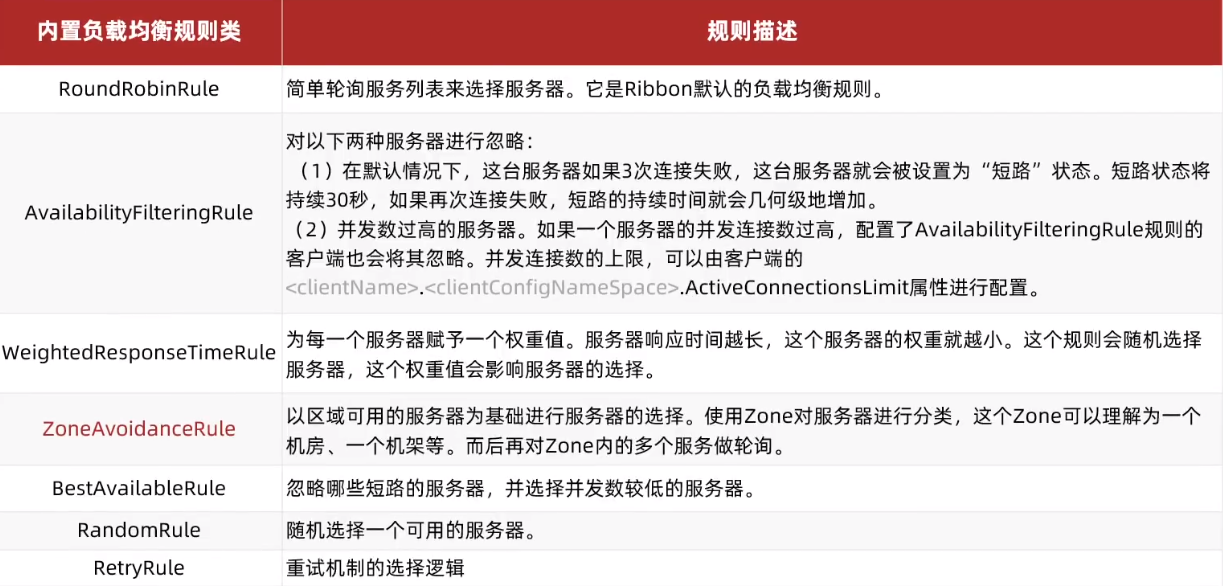 内置负载均衡规则类
规则描述
RoundRobinRule
简单轮询服务列表来选择服务器。它是Ribbon默认的负载均衡规则。
AvailabilityFilteringRule
对以下两种服务器进行忽略：
（1）在默认情况下，这台服务器如果3次连接失败，这台服务器就会被设置为“短路”状态。短路状态将
持续30秒，如果再次连接失败，短路的持续时间就会几何级地增加。
（2）并发数过高的服务器。如果一个服务器的并发连接数过高，配置了AvailabilityFilteringRule规则的
客户端也会将其忽略。并发连接数的上限，可以由客户端的
<clientName>.<clientConfigNameSpace>.ActiveConnectionsLimit属性进行配置。
WeightedResponseTimeRule
为每一个服务器赋予一个权重值。服务器响应时间越长，这个服务器的权重就越小。这个规则会随机选择
服务器，这个权重值会影响服务器的选择。
ZoneAvoidanceRule
以区域可用的服务器为基础进行服务器的选择。使用Zone对服务器进行分类，这个Zone可以理解为一个
机房、一个机架等。而后再对Zone内的多个服务做轮询。
BestAvailableRule
忽略哪些短路的服务器，并选择并发数较低的服务器。
RandomRule
随机选择一个可用的服务器。
RetryRule
重试机制的选择逻辑